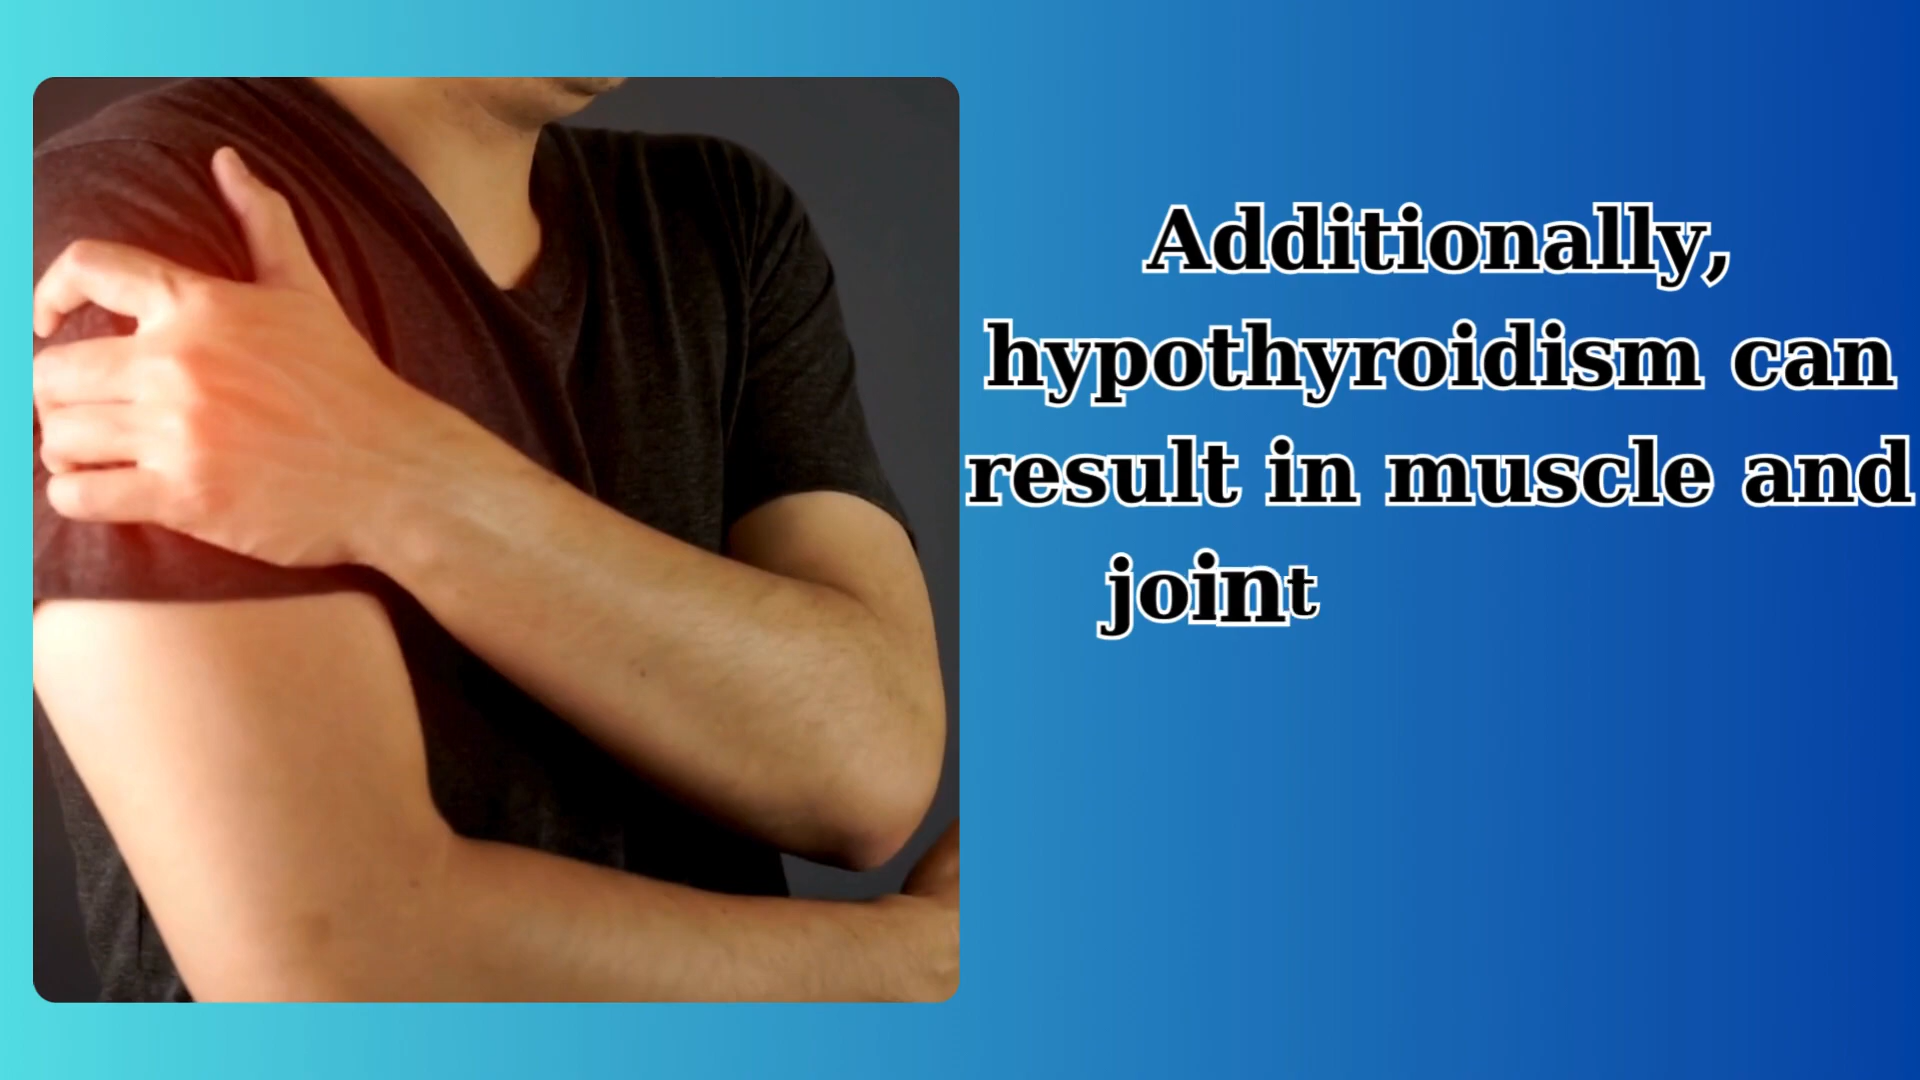 Additionally,
hypothyroidism can
result in muscle and
joint